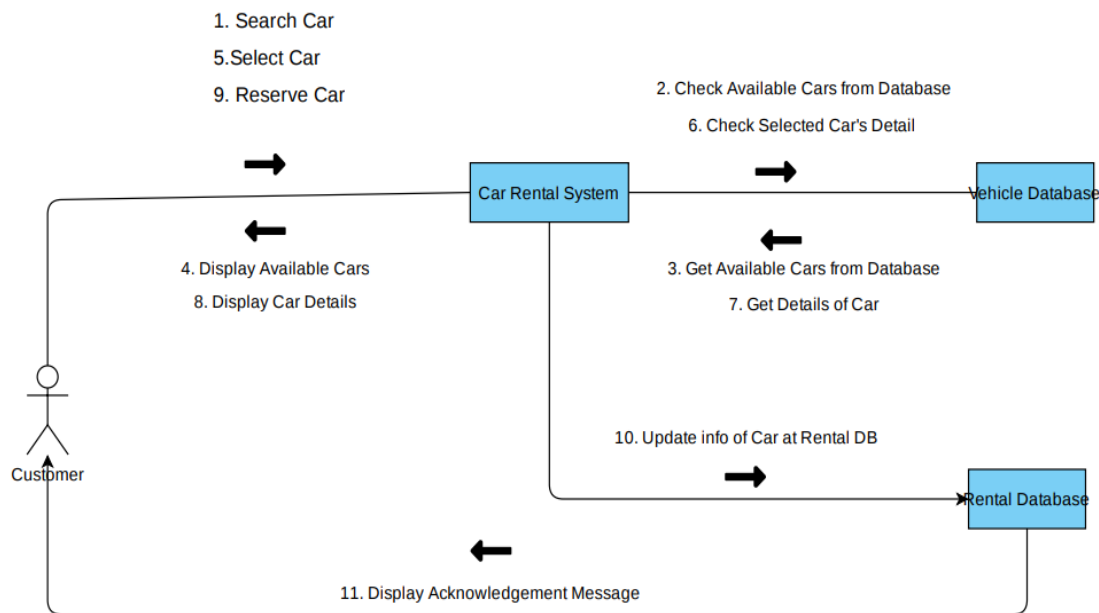 1. Search Car
5.Select Car
9. Reserve Car
2. Check Available Cars from Database
6. Check Selected Car's Detail
Car Rental System
Vehicle Database
4. Display Available Cars
8. Display Car Details
3. Get Available Cars from Database
7. Get Details of Car
10. Update info of Car at Rental DB
Customer
Rental Database
11. Display Acknowledgement Message